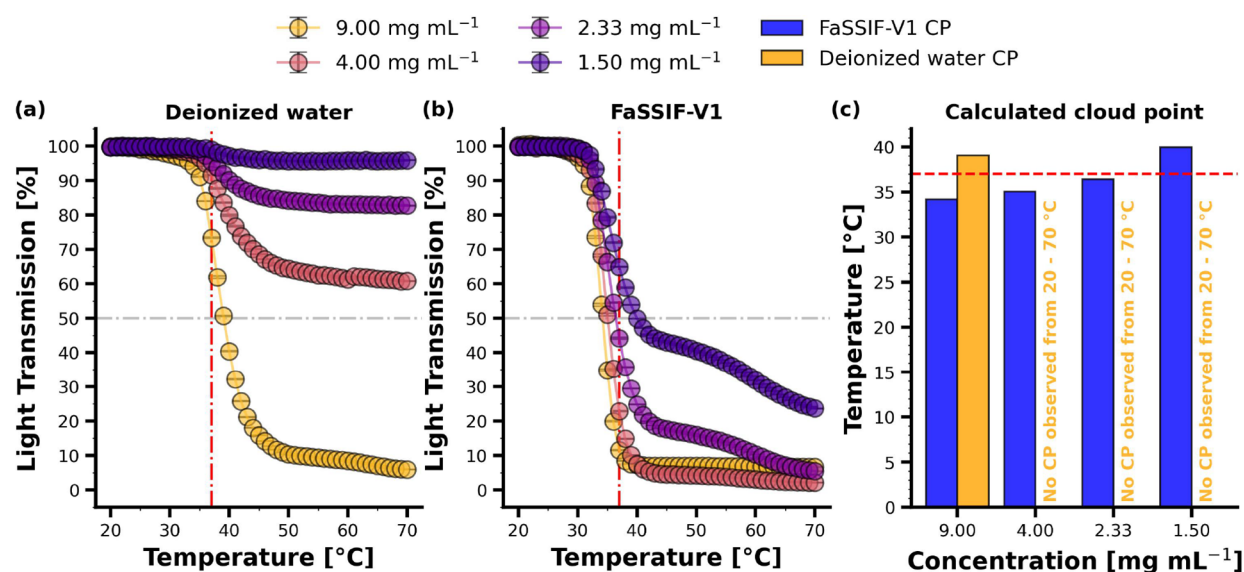 9.00 mg mL⁻¹
4.00 mg mL⁻¹
2.33 mg mL⁻¹
1.50 mg mL⁻¹
FaSSIF-V1 CP
Deionized water CP
(a)
Deionized water
Light Transmission [%]
100
90
80
70
60
50
40
30
20
10
0
20 30 40 50 60 70
Temperature [°C]
(b)
FaSSIF-V1
Light Transmission [%]
100
90
80
70
60
50
40
30
20
10
0
20 30 40 50 60 70
Temperature [°C]
(c)
Calculated cloud point
Temperature [°C]
40
35
30
25
20
15
10
5
0
No CP observed from 20 - 70 °C
No CP observed from 20 - 70 °C
No CP observed from 20 - 70 °C
9.00 4.00 2.33 1.50
Concentration [mg mL⁻¹]